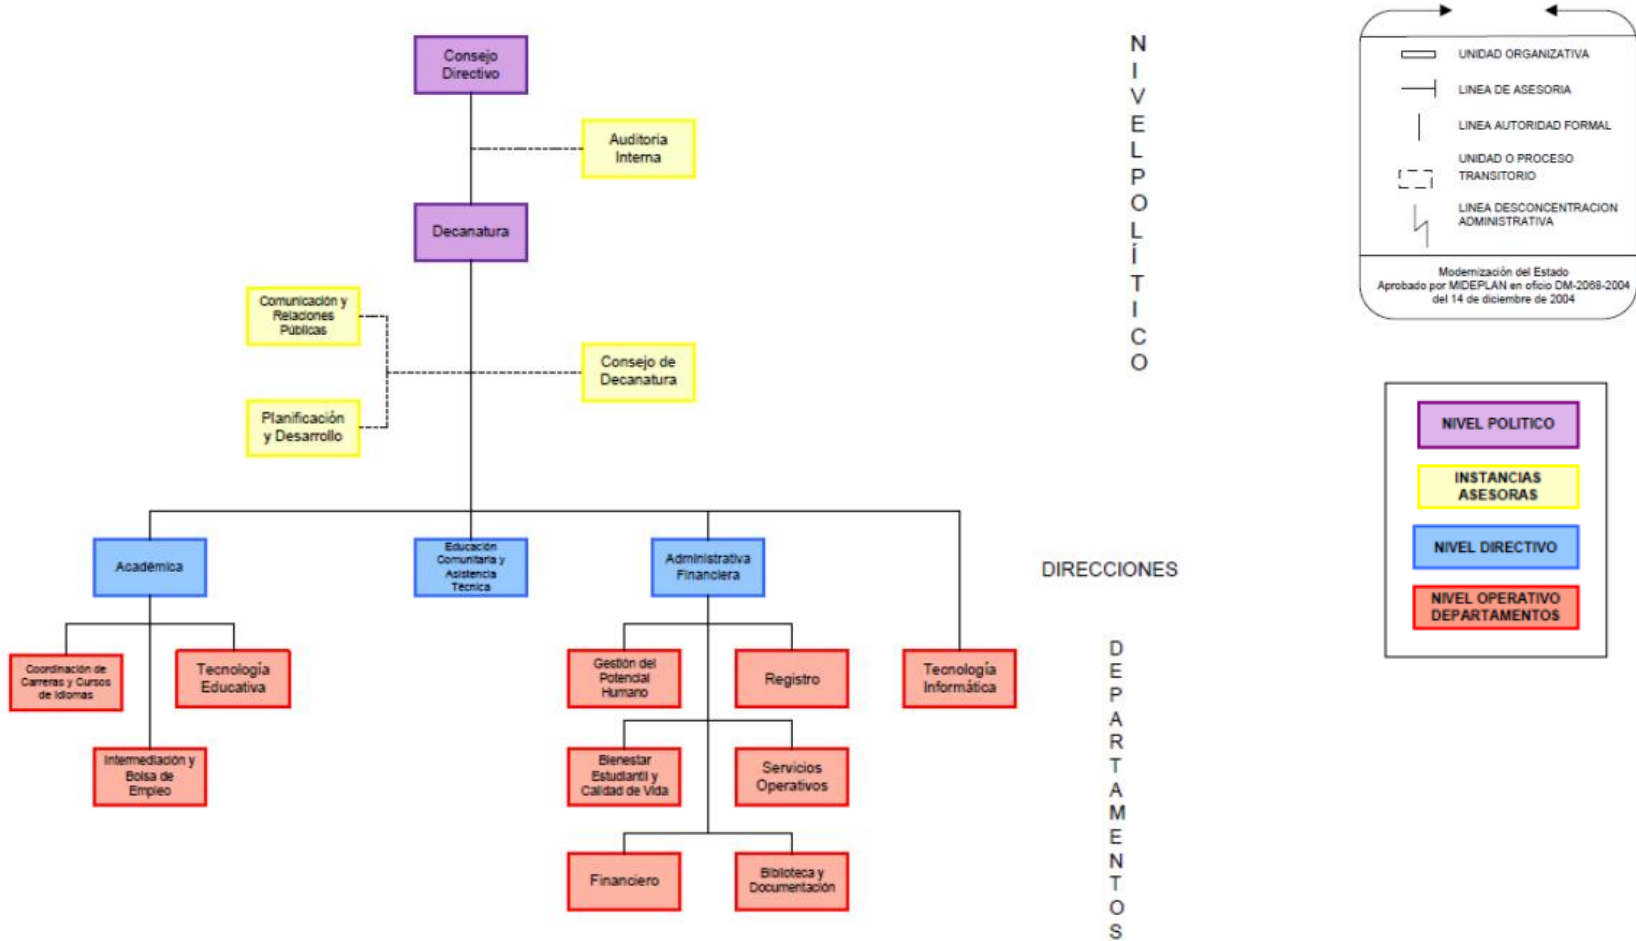 Consejo
Directivo
Auditoria
Interna
Decanatura
Comunicación y
Relaciones
Públicas
Consejo de
Decanatura
Planificación
y Desarrollo
Académica
Educación
Comunitaria y
Asistencia
Técnica
Administrativa
Financiera
Coordinación de
Carreras y Cursos
de Idiomas
Tecnología
Educativa
Intermediación y
Bolsa de
Empleo
Gestión del
Potencial
Humano
Registro
Tecnología
Informática
Bienestar
Estudiantil y
Calidad de Vida
Servicios
Operativos
Financiero
Biblioteca y
Documentación
NIVEL POLÍTICO
DIRECCIONES
DEPARTAMENTOS
UNIDAD ORGANIZATIVA
LINEA DE ASESORIA
LINEA AUTORIDAD FORMAL
UNIDAD O PROCESO
TRANSITORIO
LINEA DESCONCENTRACION
ADMINISTRATIVA
Modernización del Estado
Aprobado por MIDEPLAN en oficio DM-2068-2004
del 14 de diciembre de 2004
NIVEL POLITICO
INSTANCIAS
ASESORAS
NIVEL DIRECTIVO
NIVEL OPERATIVO
DEPARTAMENTOS